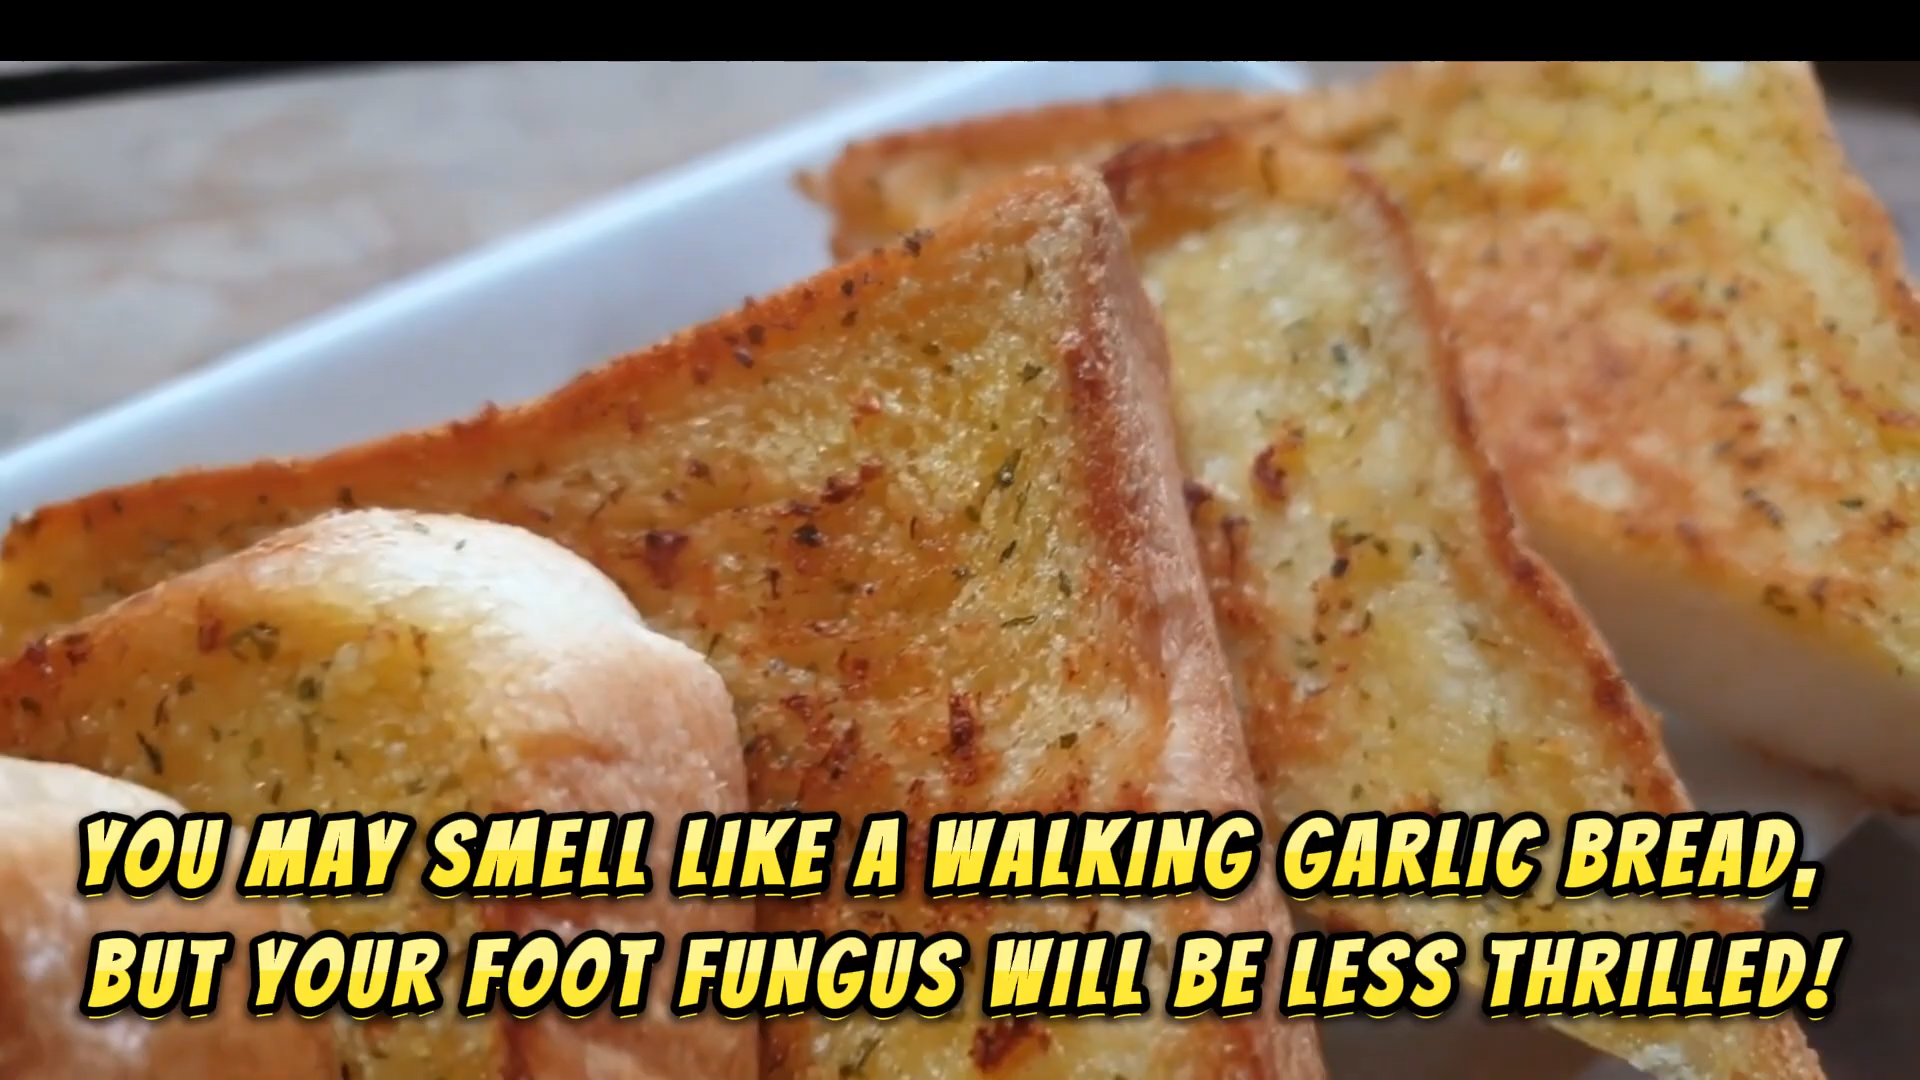 YOU MAY SMELL LIKE A WALKING GARLIC BREAD,
BUT YOUR FOOT FUNGUS WILL BE LESS THRILLED!